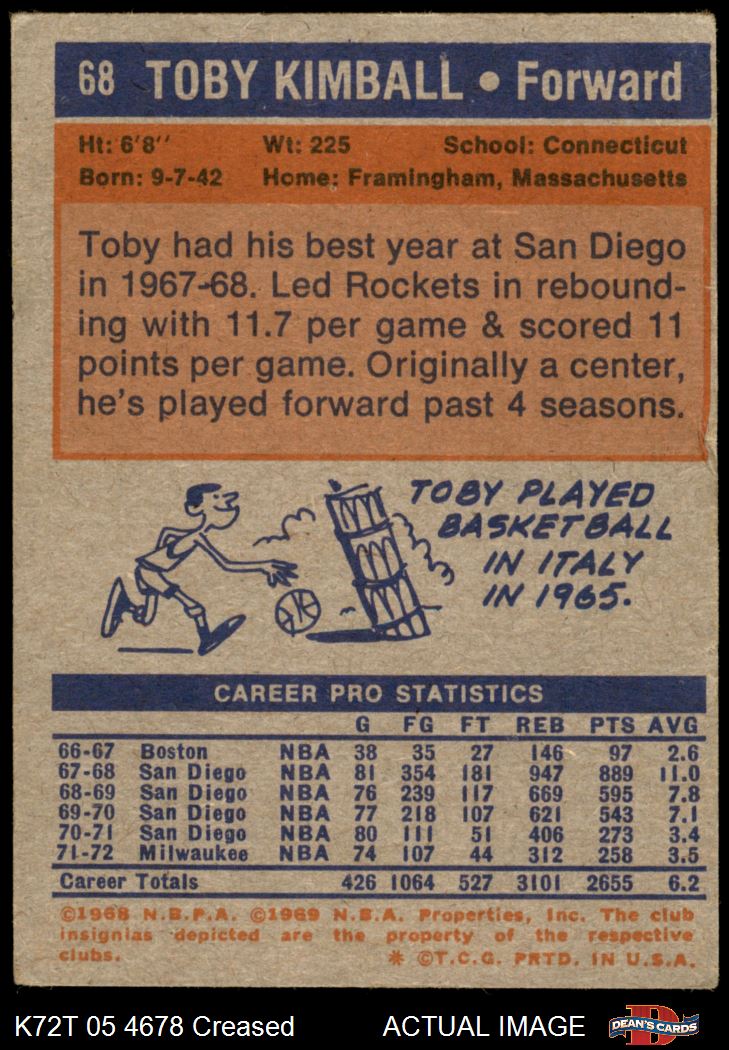 68 TOBY KIMBALL • Forward
Ht: 6'8'' Wt: 225 School: Connecticut
Born: 9-7-42 Home: Framingham, Massachusetts
Toby had his best year at San Diego
in 1967-68. Led Rockets in rebound-
ing with 11.7 per game & scored 11
points per game. Originally a center,
he's played forward past 4 seasons.
TOBY PLAYED
BASKETBALL
IN ITALY
IN 1965.
CAREER PRO STATISTICS
G FG FT REB PTS AVG
66-67 Boston NBA 38 35 27 146 97 2.6
67-68 San Diego NBA 81 354 181 947 889 11.0
68-69 San Diego NBA 76 239 117 669 595 7.8
69-70 San Diego NBA 77 218 107 621 543 7.1
70-71 San Diego NBA 80 111 51 406 273 3.4
71-72 Milwaukee NBA 74 107 44 312 258 3.5
Career Totals 426 1064 527 3101 2655 6.2
©1968 N.B.P.A. ©1969 N.B.A. Properties, Inc. The club
insignias depicted are the property of the respective
clubs. * ©T.C.G. PRTD. IN U.S.A.
K72T 05 4678 Creased ACTUAL IMAGE DEAN'S CARDS